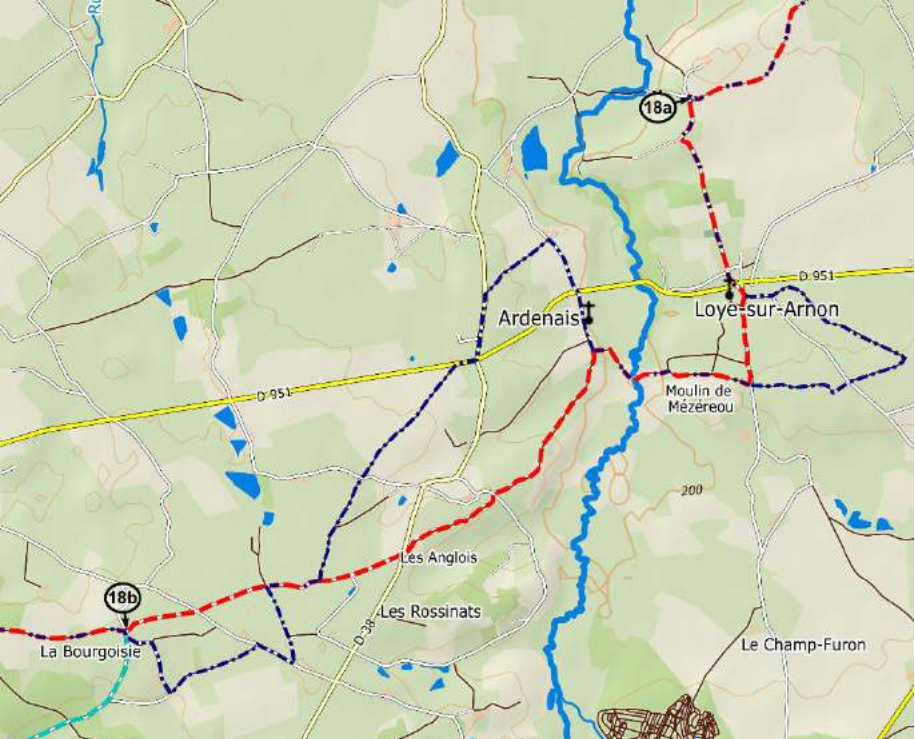 Ru
18a
D 951
Ardenais
Loye-sur-Arnon
D 951
Moulin de
Mézéreou
200
Les Anglois
18b
Les Rossinats
D 38
La Bourgoisie
Le Champ-Furon